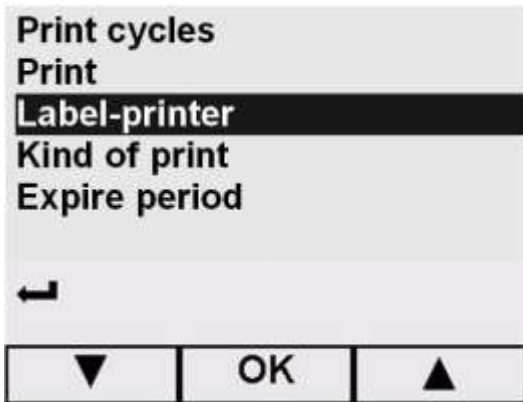 Print cycles
Print
Label-printer
Kind of print
Expire period
OK